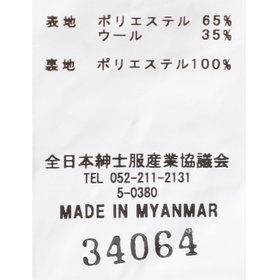 表地 ポリエステル 65%
ウール 35%
裏地 ポリエステル100%
全日本紳士服産業協議会
TEL 052-211-2131
5-0380
MADE IN MYANMAR
34064